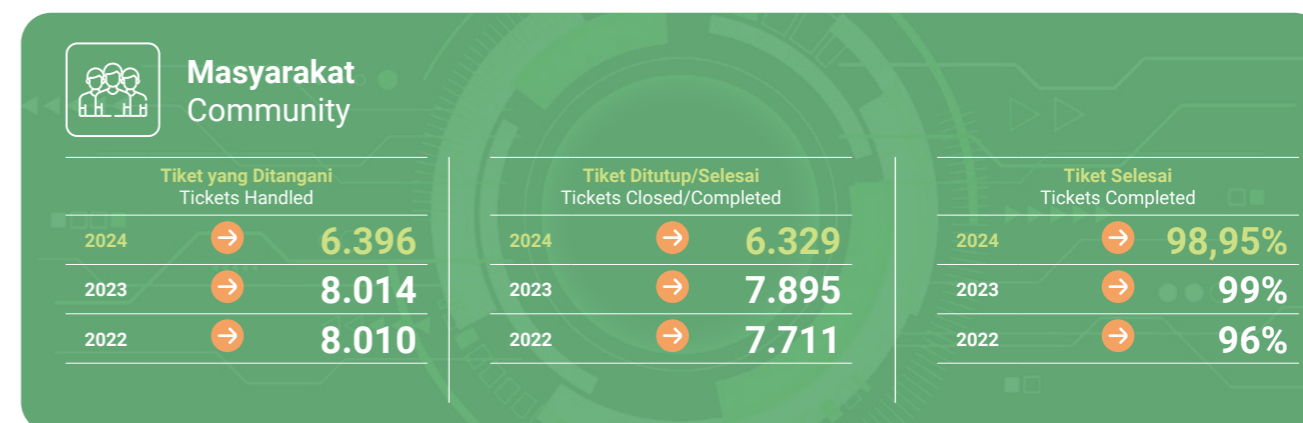 Masyarakat
Community
Tiket yang Ditangani
Tickets Handled
2024 6.396
2023 8.014
2022 8.010
Tiket Ditutup/Selesai
Tickets Closed/Completed
2024 6.329
2023 7.895
2022 7.711
Tiket Selesai
Tickets Completed
2024 98,95%
2023 99%
2022 96%